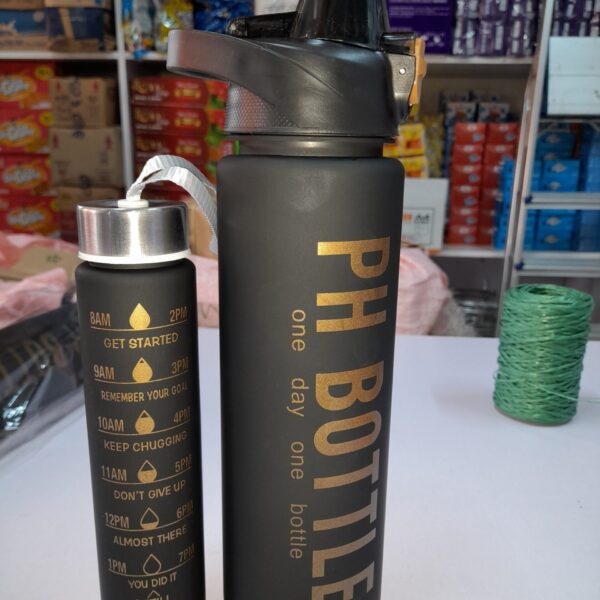 8AM 2PM
GET STARTED
9AM 3PM
REMEMBER YOUR GOAL
10AM 4PM
KEEP CHUGGING
11AM 5PM
DON'T GIVE UP
12PM 6PM
ALMOST THERE
1PM 7PM
YOU DID IT
PH BOTTLE
one day one bottle